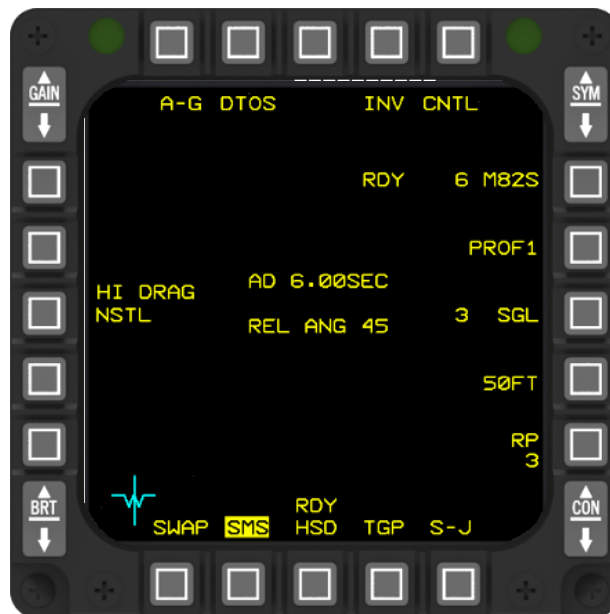 GAIN
SYM
A-G DTOS INV CNTL
RDY 6 M82S
PROF1
AD 6.00SEC
HI DRAG
NSTL
3 SGL
REL ANG 45
50FT
RP
3
BRT
CON
RDY
SWAP SMS HSD TGP S-J